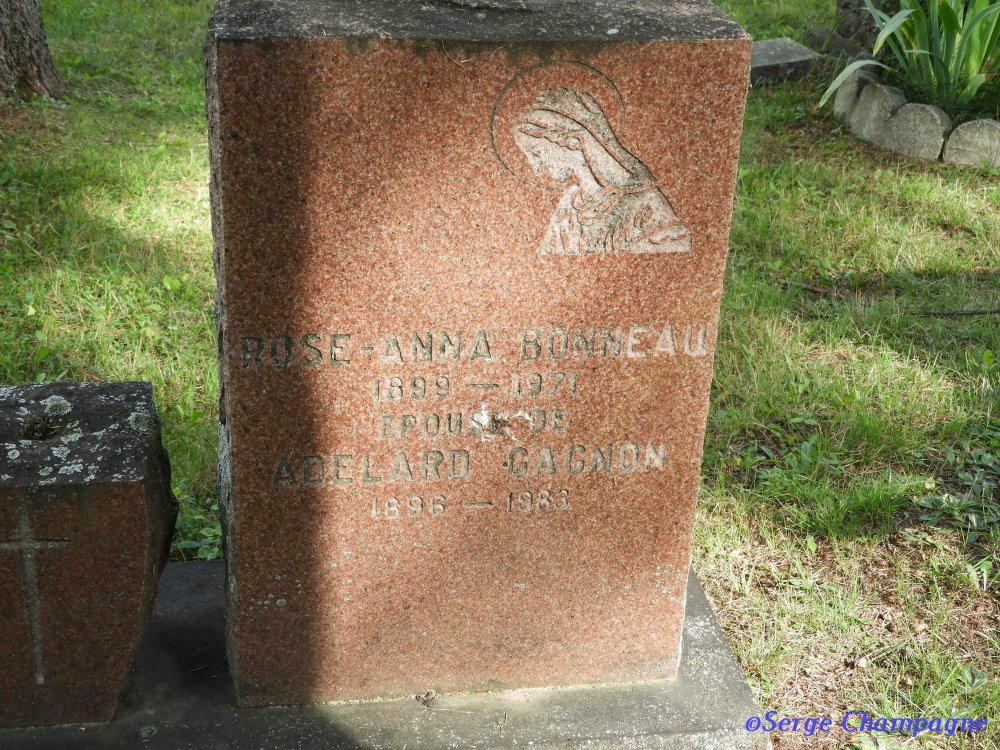 ROSE-ANNA BONNEAU
1899 — 1971
EPOUSE DE
ADELARD GAGNON
1896 — 1983
©Serge Champagne